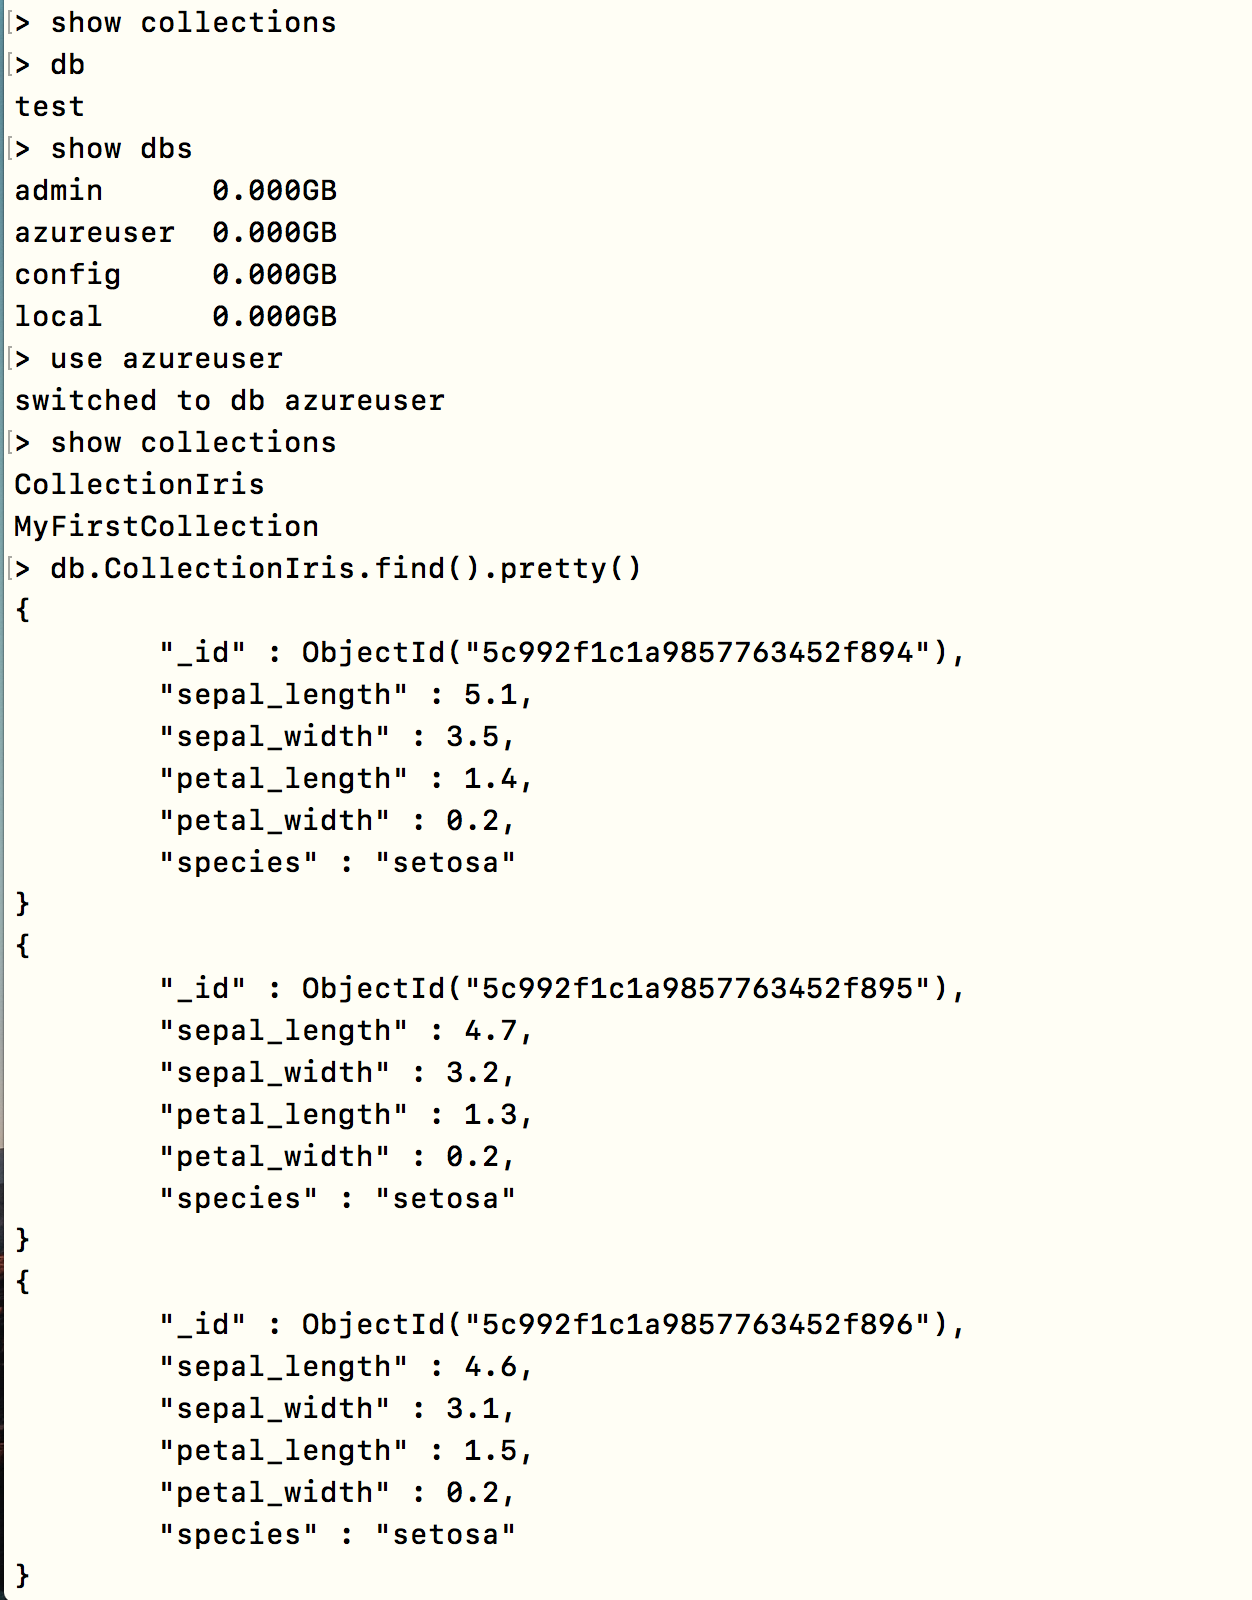 [> show collections
[> db
test
[> show dbs
admin      0.000GB
azureuser  0.000GB
config     0.000GB
local      0.000GB
[> use azureuser
switched to db azureuser
[> show collections
CollectionIris
MyFirstCollection
[> db.CollectionIris.find().pretty()
{
        "_id" : ObjectId("5c992f1c1a9857763452f894"),
        "sepal_length" : 5.1,
        "sepal_width" : 3.5,
        "petal_length" : 1.4,
        "petal_width" : 0.2,
        "species" : "setosa"
}
{
        "_id" : ObjectId("5c992f1c1a9857763452f895"),
        "sepal_length" : 4.7,
        "sepal_width" : 3.2,
        "petal_length" : 1.3,
        "petal_width" : 0.2,
        "species" : "setosa"
}
{
        "_id" : ObjectId("5c992f1c1a9857763452f896"),
        "sepal_length" : 4.6,
        "sepal_width" : 3.1,
        "petal_length" : 1.5,
        "petal_width" : 0.2,
        "species" : "setosa"
}